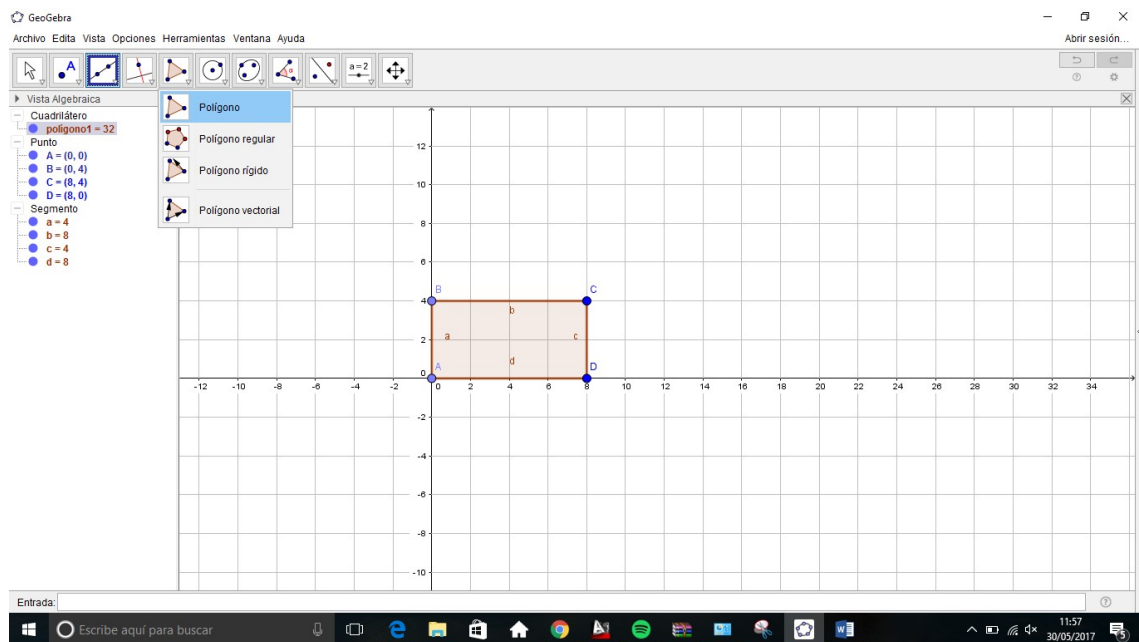 GeoGebra
Archivo Edita Vista Opciones Herramientas Ventana Ayuda
Abrir sesión...
A
α
a=2
Vista Algebraica
Cuadrilátero
polígono1 = 32
Punto
A = (0, 0)
B = (0, 4)
C = (8, 4)
D = (8, 0)
Segmento
a = 4
b = 8
c = 4
d = 8
Polígono
Polígono regular
Polígono rígido
Polígono vectorial
12
10
8
6
B C
4
b
2 a c
d
0 A D
-12 -10 -8 -6 -4 -2 0 2 4 6 8 10 12 14 16 18 20 22 24 26 28 30 32 34
-2
-4
-6
-8
-10
Entrada:
Escribe aquí para buscar
11:57
30/05/2017